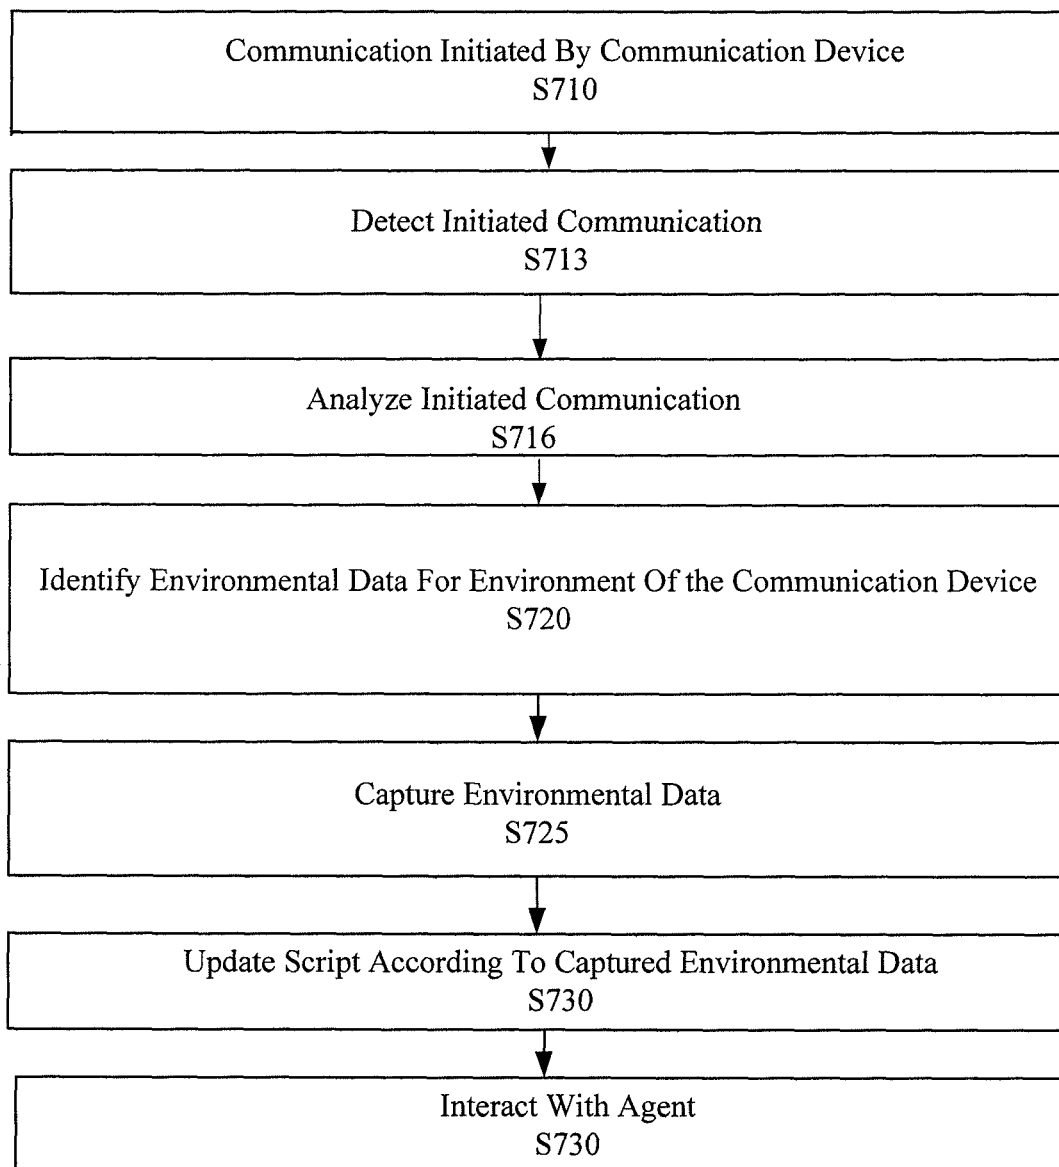 Communication Initiated By Communication Device
S710
Detect Initiated Communication
S713
Analyze Initiated Communication
S716
Identify Environmental Data For Environment Of the Communication Device
S720
Capture Environmental Data
S725
Update Script According To Captured Environmental Data
S730
Interact With Agent
S730